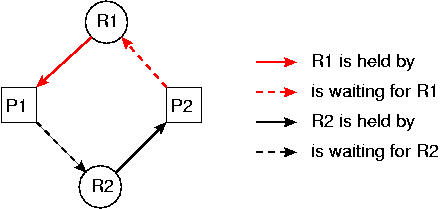 R1
P1
P2
R2
R1 is held by
is waiting for R1
R2 is held by
is waiting for R2